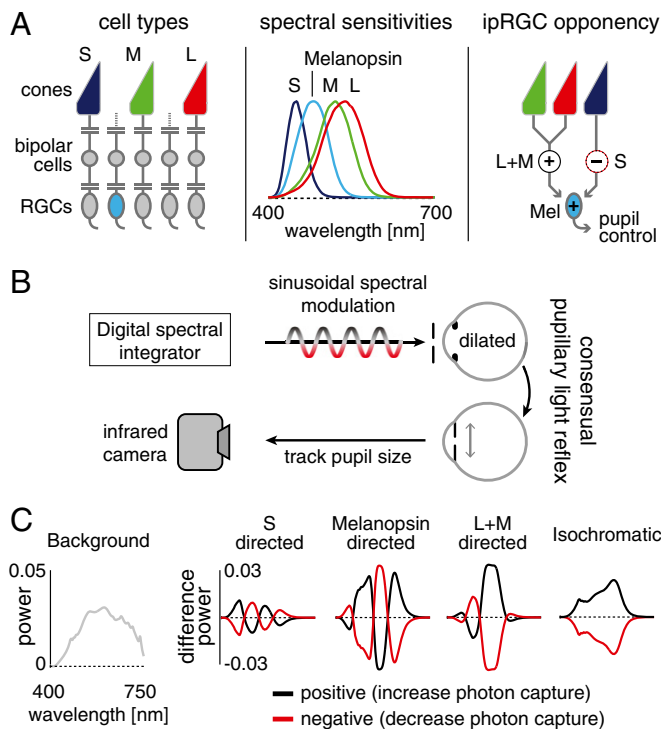 A
cell types
spectral sensitivities
ipRGC opponency
S
M
L
cones
bipolar
cells
RGCs
Melanopsin
S
M
L
400
700
wavelength [nm]
L+M
+
−
S
Mel
+
pupil
control
B
Digital spectral
integrator
sinusoidal spectral
modulation
dilated
consensual
pupillary light reflex
infrared
camera
track pupil size
C
Background
0.05
power
0
400
750
wavelength [nm]
S
directed
Melanopsin
directed
L+M
directed
Isochromatic
0.03
difference
power
-0.03
positive (increase photon capture)
negative (decrease photon capture)